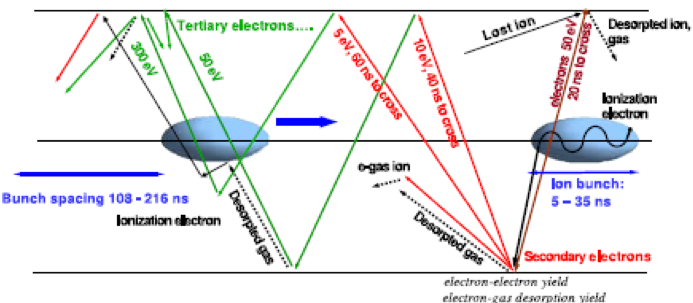 Tertiary electrons....
Lost ion
Desorbed ion,
gas
300 eV
50 eV
5 eV, 60 ns to cross
10 eV, 40 ns to cross
electrons 50 eV
20 ns to cross
Ionization
electron
e-gas ion
Bunch spacing 108 - 216 ns
Ion bunch:
5 – 35 ns
Ionization electron
Desorpted gas
Desorpted gas
Secondary electrons
electron-electron yield
electron-gas desorption yield